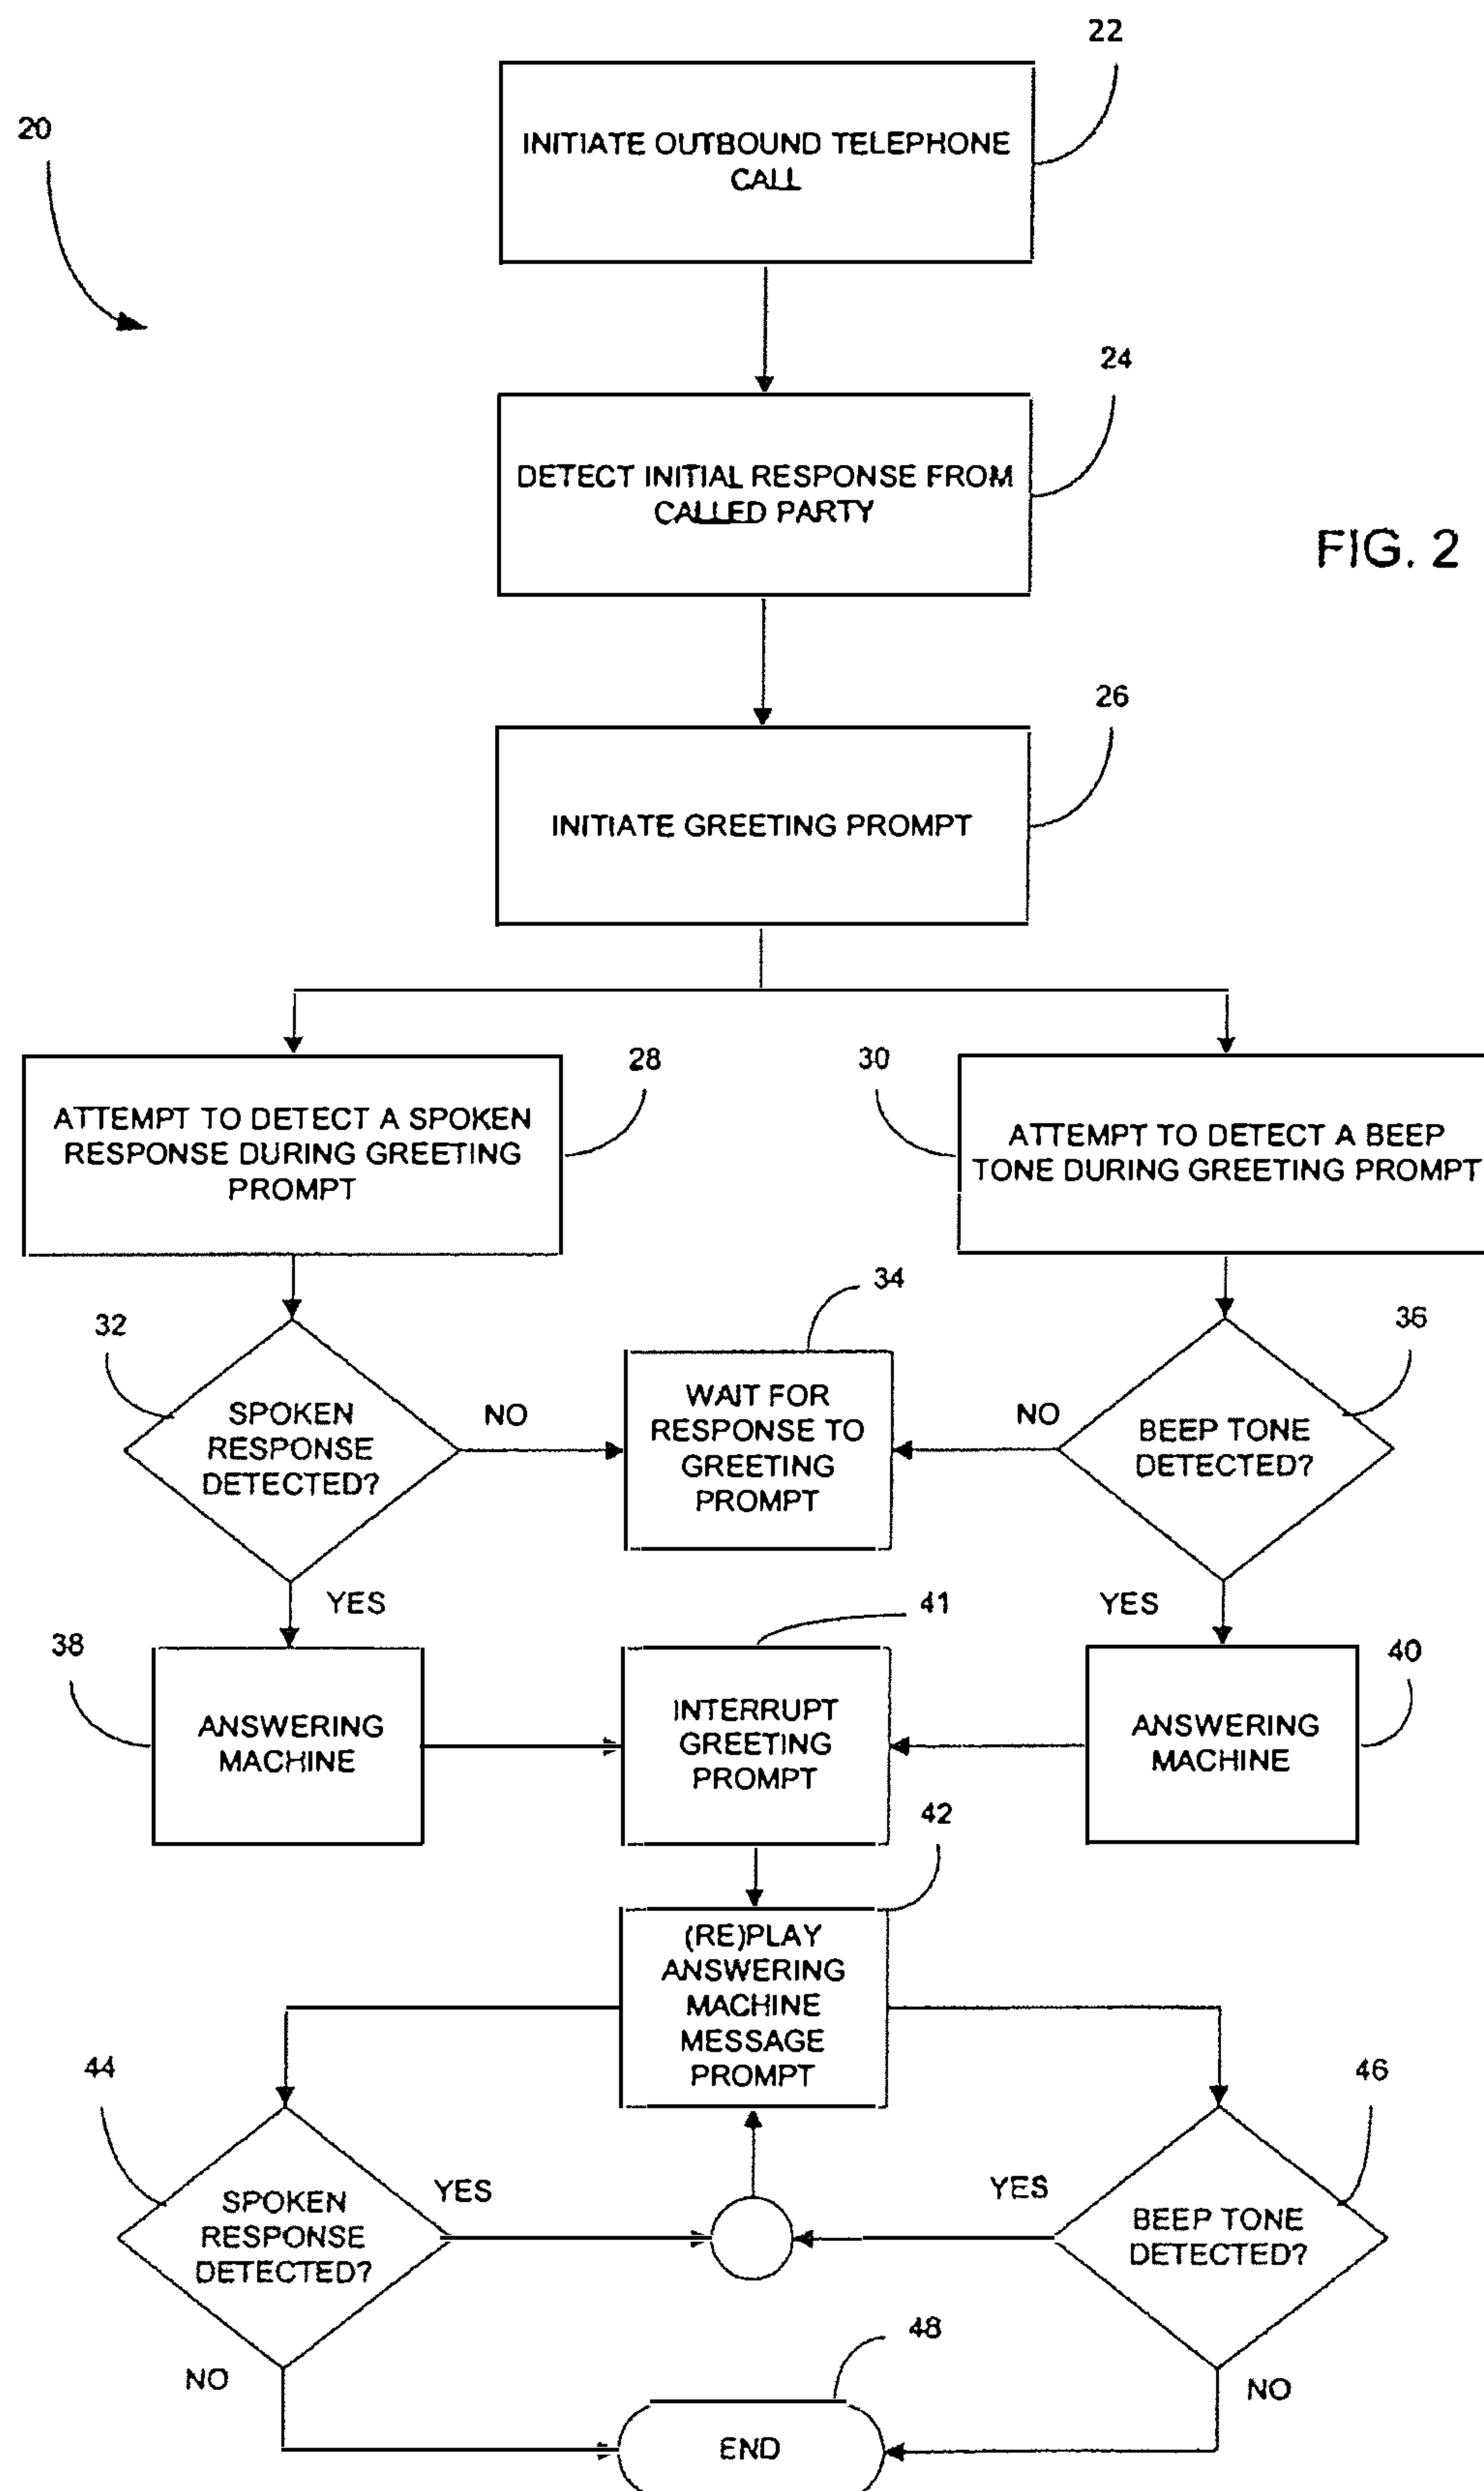 22
20
INITIATE OUTBOUND TELEPHONE
CALL
24
DETECT INITIAL RESPONSE FROM
CALLED PARTY
FIG. 2
26
INITIATE GREETING PROMPT
28
30
ATTEMPT TO DETECT A SPOKEN
RESPONSE DURING GREETING
PROMPT
ATTEMPT TO DETECT A BEEP
TONE DURING GREETING PROMPT
34
32
36
SPOKEN
RESPONSE
DETECTED?
NO
WAIT FOR
RESPONSE TO
GREETING
PROMPT
NO
BEEP TONE
DETECTED?
YES
41
YES
38
40
ANSWERING
MACHINE
INTERRUPT
GREETING
PROMPT
ANSWERING
MACHINE
42
(RE)PLAY
ANSWERING
MACHINE
MESSAGE
PROMPT
44
46
SPOKEN
RESPONSE
DETECTED?
YES
YES
BEEP TONE
DETECTED?
48
NO
NO
END